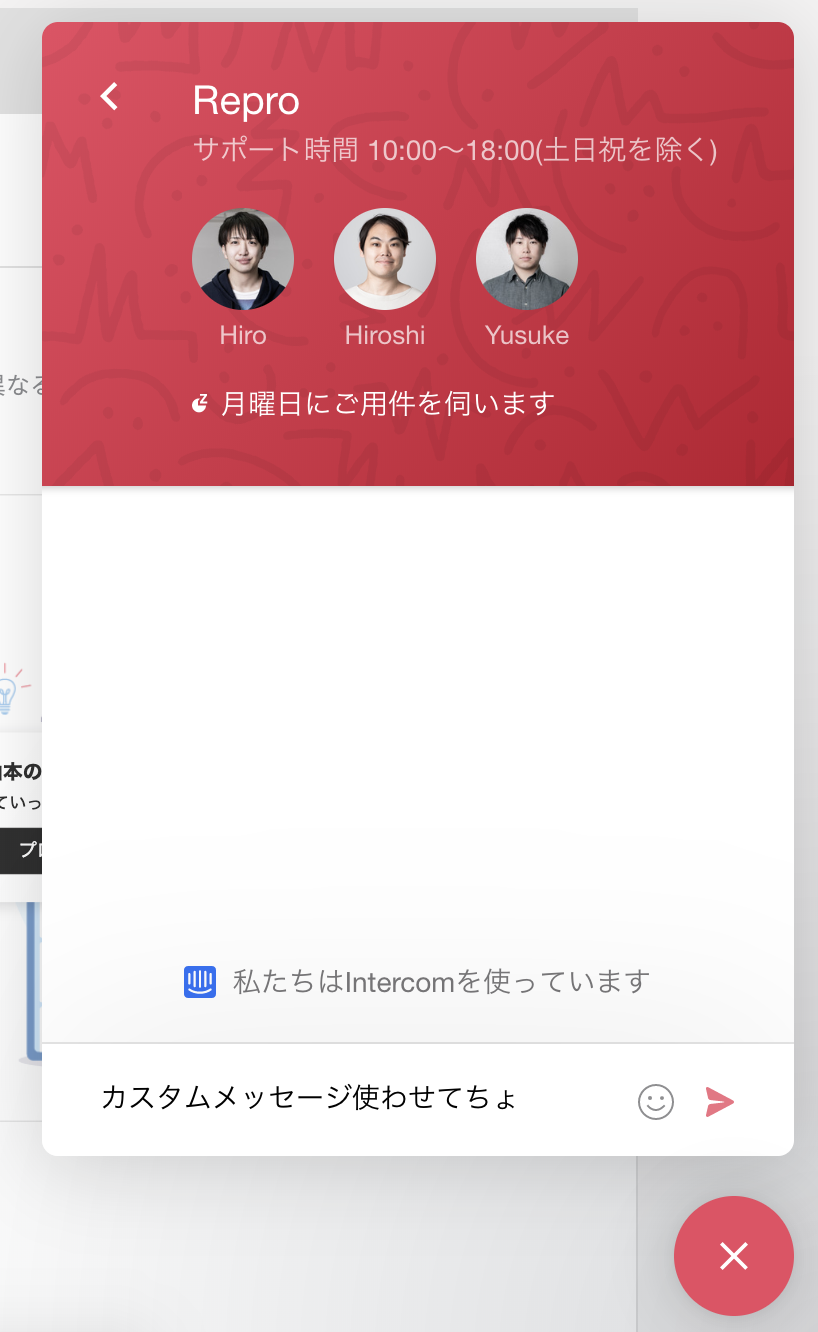 Repro
サポート時間 10:00〜18:00(土日祝を除く)
Hiro
Hiroshi
Yusuke
月曜日にご用件を伺います
なる
本の
ていっ
プロ
私たちはIntercomを使っています
カスタムメッセージ使わせてちょ